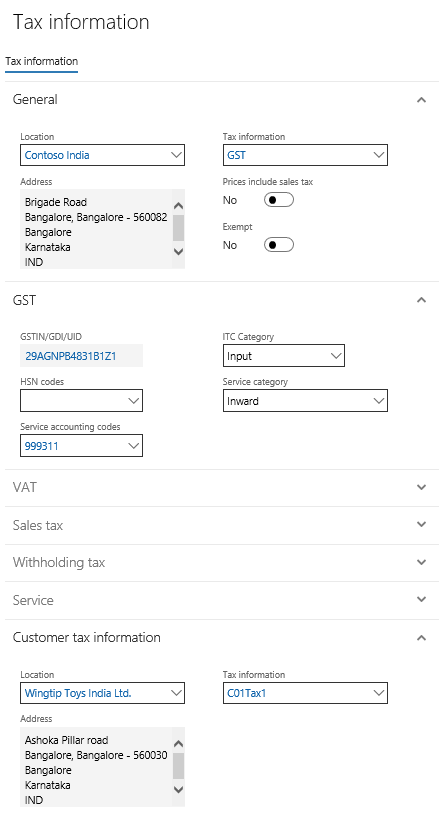 Tax information
Tax information
General
Location
Contoso India
Tax information
GST
Address
Brigade Road
Bangalore, Bangalore - 560082
Bangalore
Karnataka
IND
Prices include sales tax
No
Exempt
No
GST
GSTIN/GDI/UID
29AGNPB4831B1Z1
ITC Category
Input
HSN codes
Service category
Inward
Service accounting codes
999311
VAT
Sales tax
Withholding tax
Service
Customer tax information
Location
Wingtip Toys India Ltd.
Tax information
C01Tax1
Address
Ashoka Pillar road
Bangalore, Bangalore - 560030
Bangalore
Karnataka
IND